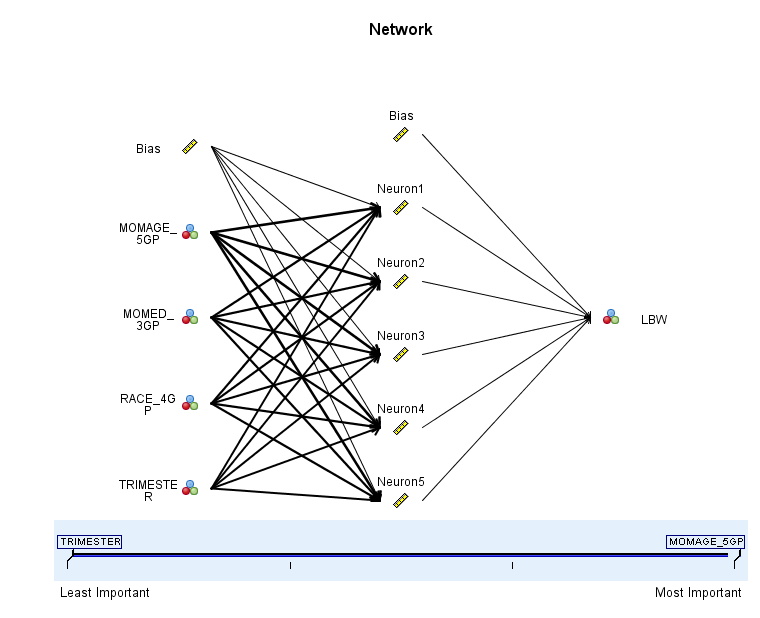 Network
Bias
Bias
Neuron1
MOMAGE_
5GP
Neuron2
MOMED_
3GP
LBW
Neuron3
RACE_4G
P
Neuron4
TRIMESTE
R
Neuron5
TRIMESTER
MOMAGE_5GP
Least Important
Most Important